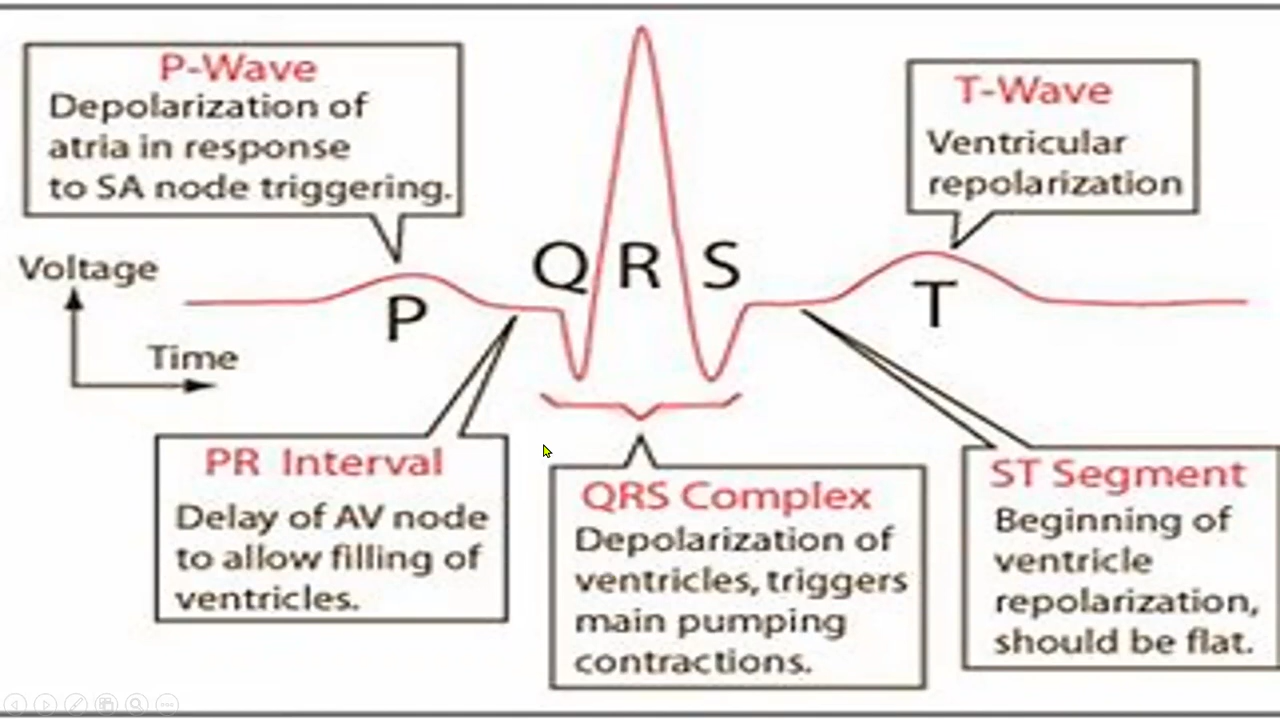 P-Wave
Depolarization of
atria in response
to SA node triggering.
T-Wave
Ventricular
repolarization
Voltage
Time
P
Q R S
T
PR Interval
Delay of AV node
to allow filling of
ventricles.
QRS Complex
Depolarization of
ventricles, triggers
main pumping
contractions.
ST Segment
Beginning of
ventricle
repolarization,
should be flat.